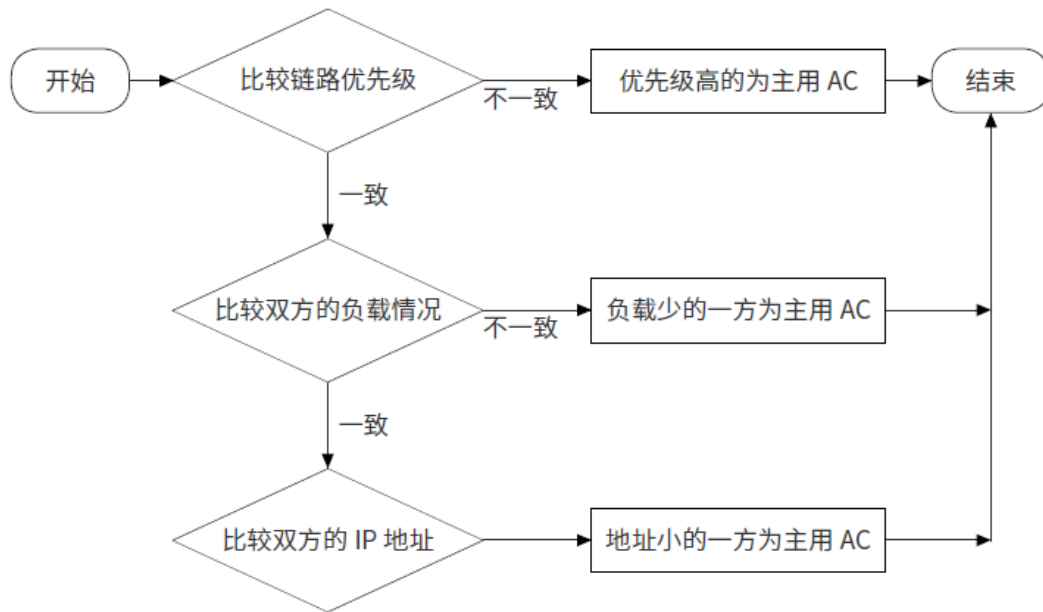 开始
比较链路优先级
不一致
优先级高的为主用 AC
结束
一致
比较双方的负载情况
不一致
负载少的一方为主用 AC
一致
比较双方的 IP 地址
地址小的一方为主用 AC